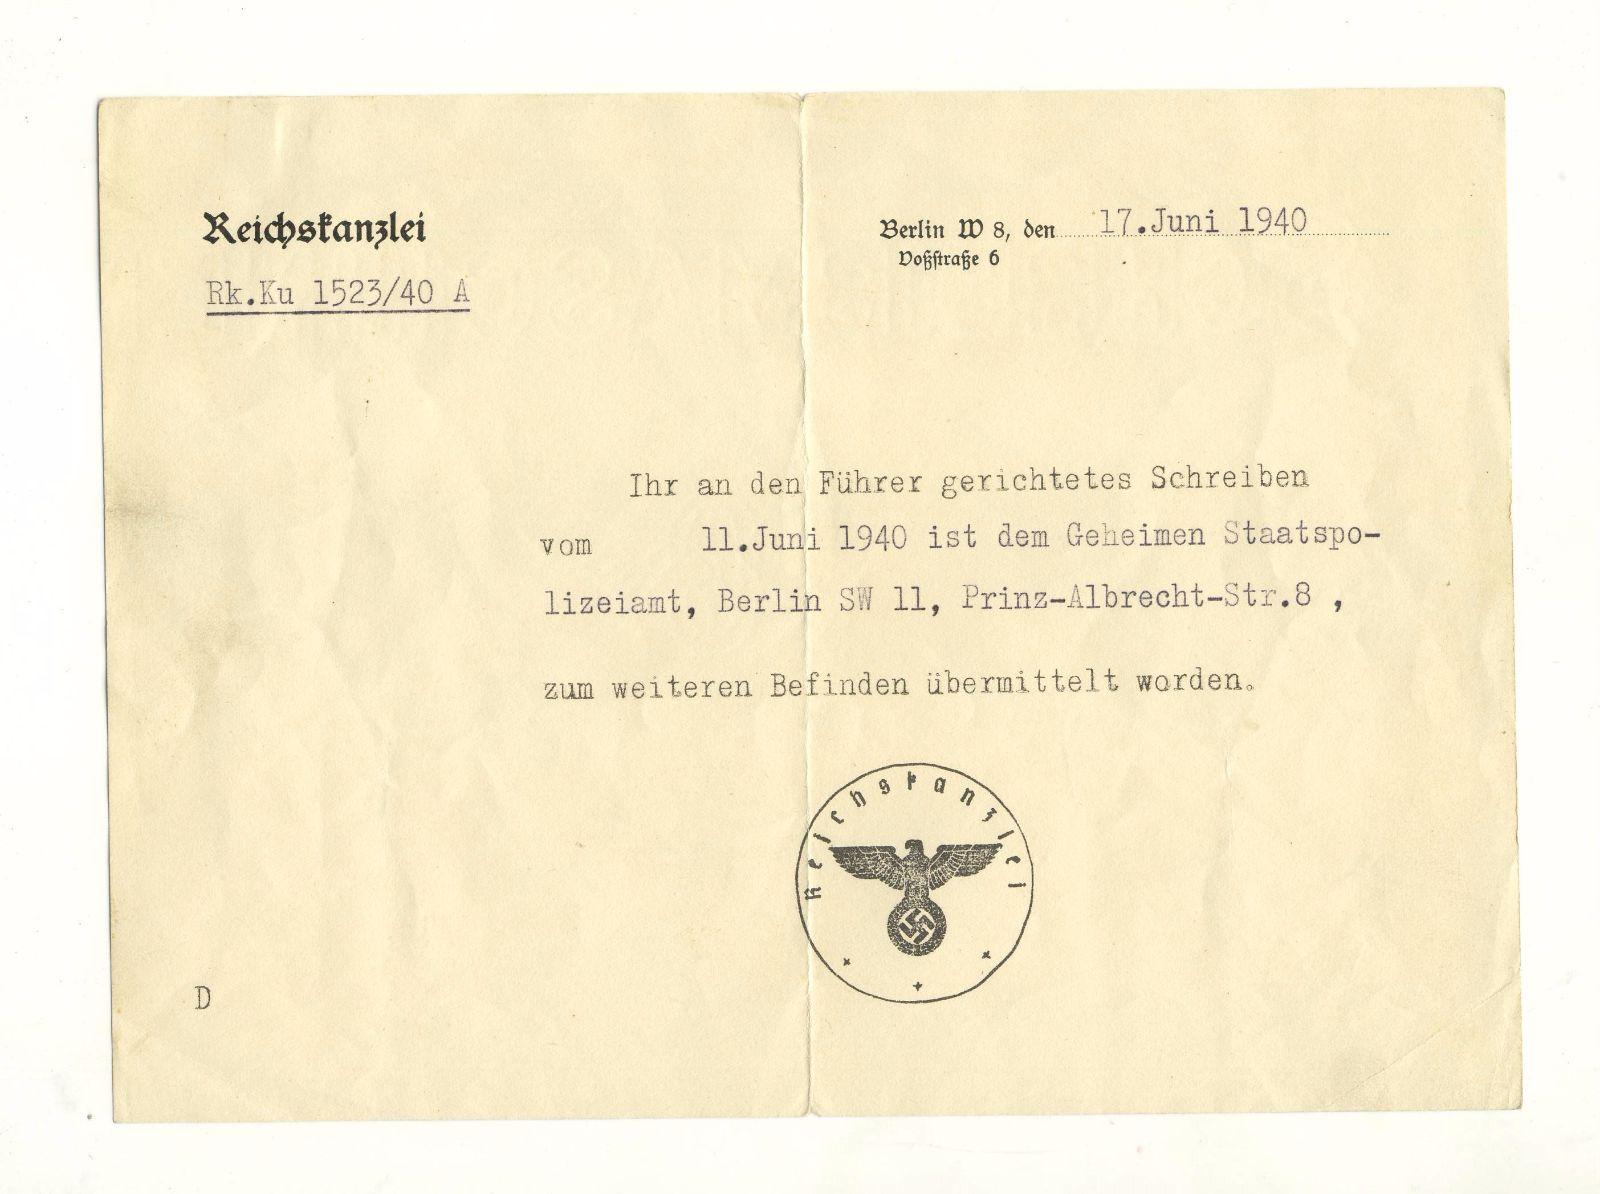 Reichskanzlei
Rk.Ku 1523/40 A
Berlin W 8, den 17.Juni 1940
Voßstraße 6
Ihr an den Führer gerichtetes Schreiben
vom 11.Juni 1940 ist dem Geheimen Staatspo-
lizeiamt, Berlin SW 11, Prinz-Albrecht-Str.8 ,
zum weiteren Befinden übermittelt worden.
Reichskanzlei
D